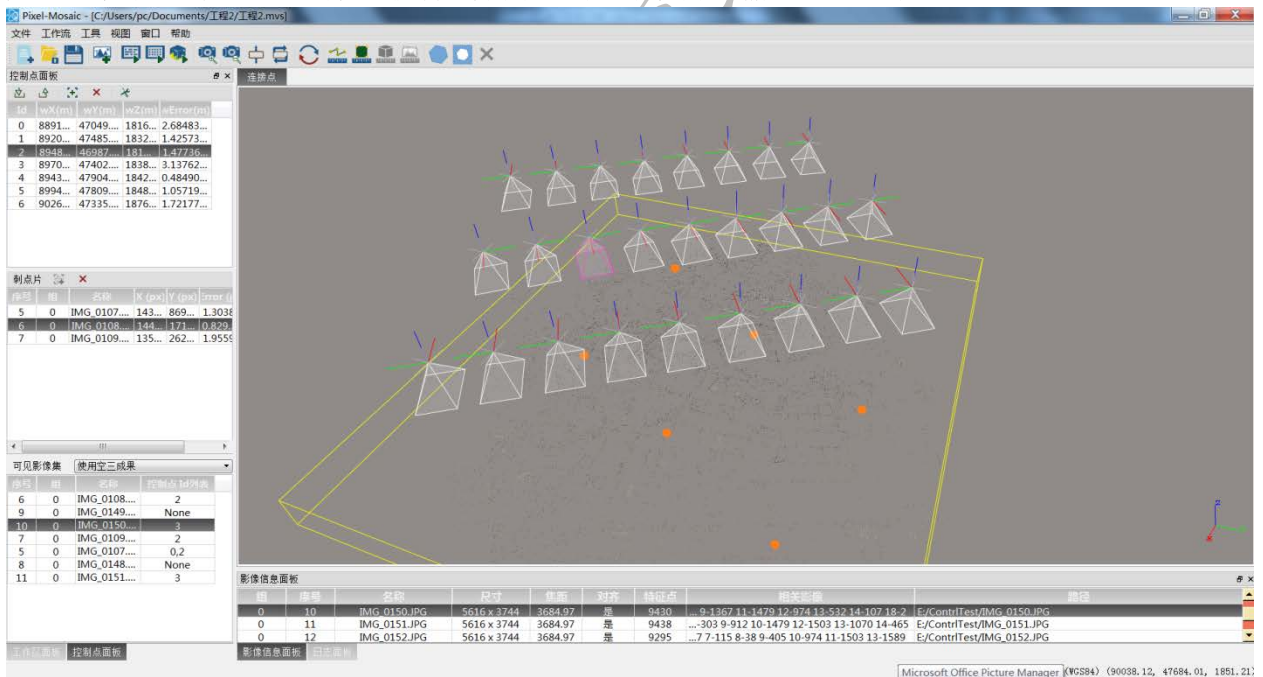 Pixel-Mosaic - [C:/Users/pc/Documents/工程2/工程2.mvs]
文件 工作流 工具 视图 窗口 帮助
控制点面板
连接点
Id wX(m) wY(m) wZ(m) wError(m)
0 8891... 47049.... 1816... 2.68483...
1 8920... 47485.... 1832... 1.42573...
2 8948... 46987.... 181... 1.47736...
3 8970... 47402.... 1838... 3.13762...
4 8943... 47904.... 1842... 0.48490...
5 8994... 47809.... 1848... 1.05719...
6 9026... 47335.... 1876... 1.72177...
刺点片
序号 组 名称 X (px) Y (px)
5 0 IMG_0107.... 143... 869... 1.3038
6 0 IMG_0108.... 144... 171... 0.829.
7 0 IMG_0109.... 135... 262... 1.9559
可见影像集 使用空三成果
序号 组 名称 控制点 Id列表
6 0 IMG_0108.... 2
9 0 IMG_0149.... None
10 0 IMG_0150.... 3
7 0 IMG_0109.... 2
5 0 IMG_0107.... 0,2
8 0 IMG_0148.... None
11 0 IMG_0151.... 3
工作区面板 控制点面板
z
影像信息面板
组 序号 名称 尺寸 焦距 对齐 特征点 相关影像 路径
0 10 IMG_0150.JPG 5616 x 3744 3684.97 是 9430 ... 9-1367 11-1479 12-974 13-532 14-107 18-2 E:/ContrlTest/IMG_0150.JPG
0 11 IMG_0151.JPG 5616 x 3744 3684.97 是 9438 ...-303 9-912 10-1479 12-1503 13-1070 14-465 E:/ContrlTest/IMG_0151.JPG
0 12 IMG_0152.JPG 5616 x 3744 3684.97 是 9295 ...7 7-115 8-38 9-405 10-974 11-1503 13-1589 E:/ContrlTest/IMG_0152.JPG
影像信息面板 日志面板
Microsoft Office Picture Manager (WGS84) (90038.12, 47684.01, 1851.21)